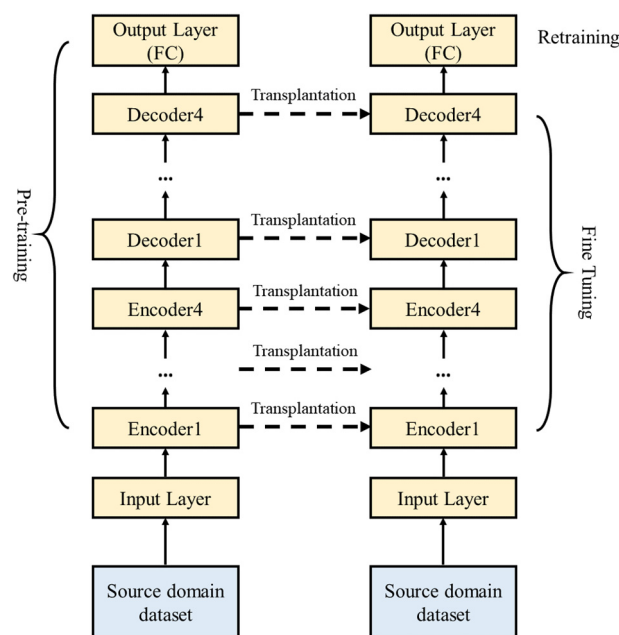 Output Layer
(FC)
Output Layer
(FC)
Retraining
Transplantation
Decoder4
Decoder4
...
...
Pre-training
Transplantation
Decoder1
Decoder1
Fine Tuning
Transplantation
Encoder4
Encoder4
Transplantation
...
...
Transplantation
Encoder1
Encoder1
Input Layer
Input Layer
Source domain
dataset
Source domain
dataset